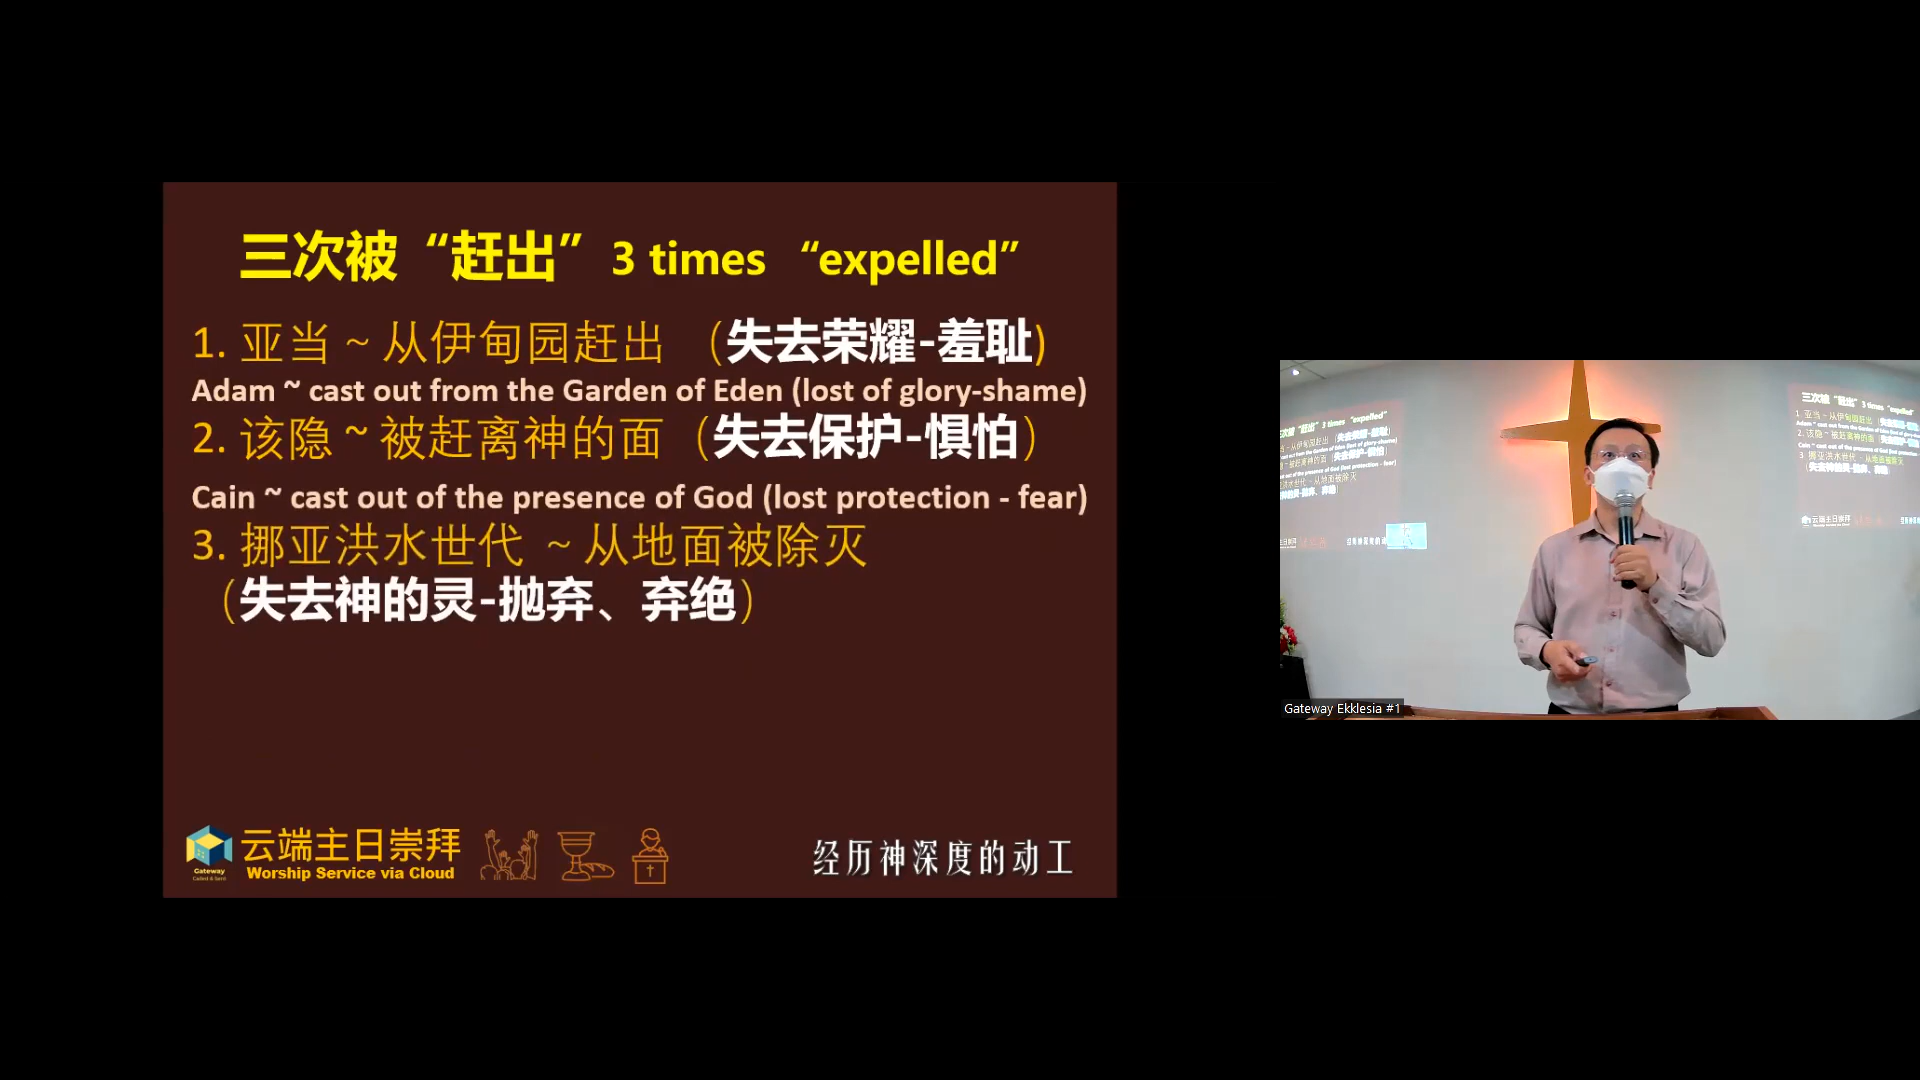 三次被“赶出” 3 times “expelled”
1. 亚当 ~ 从伊甸园赶出 （失去荣耀-羞耻)
Adam ~ cast out from the Garden of Eden (lost of glory-shame)
2. 该隐 ~ 被赶离神的面（失去保护-惧怕）
Cain ~ cast out of the presence of God (lost protection - fear)
3. 挪亚洪水世代 ~ 从地面被除灭
（失去神的灵-抛弃、弃绝）
云端主日崇拜
Worship Service via Cloud
Gateway
经历神深度的动工
Gateway Ekklesia #1